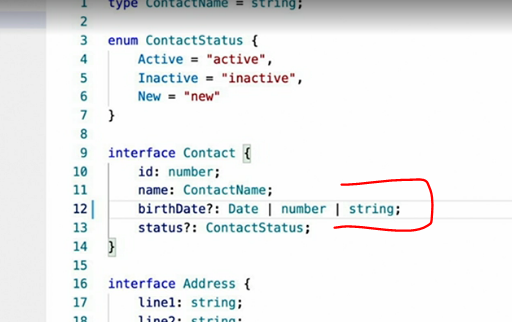 1 type ContactName = string;
2
3 enum ContactStatus {
4 Active = "active",
5 Inactive = "inactive",
6 New = "new"
7 }
8
9 interface Contact {
10 id: number;
11 name: ContactName;
12 birthDate?: Date | number | string;
13 status?: ContactStatus;
14 }
15
16 interface Address {
17 line1: string;
18 line2: string;